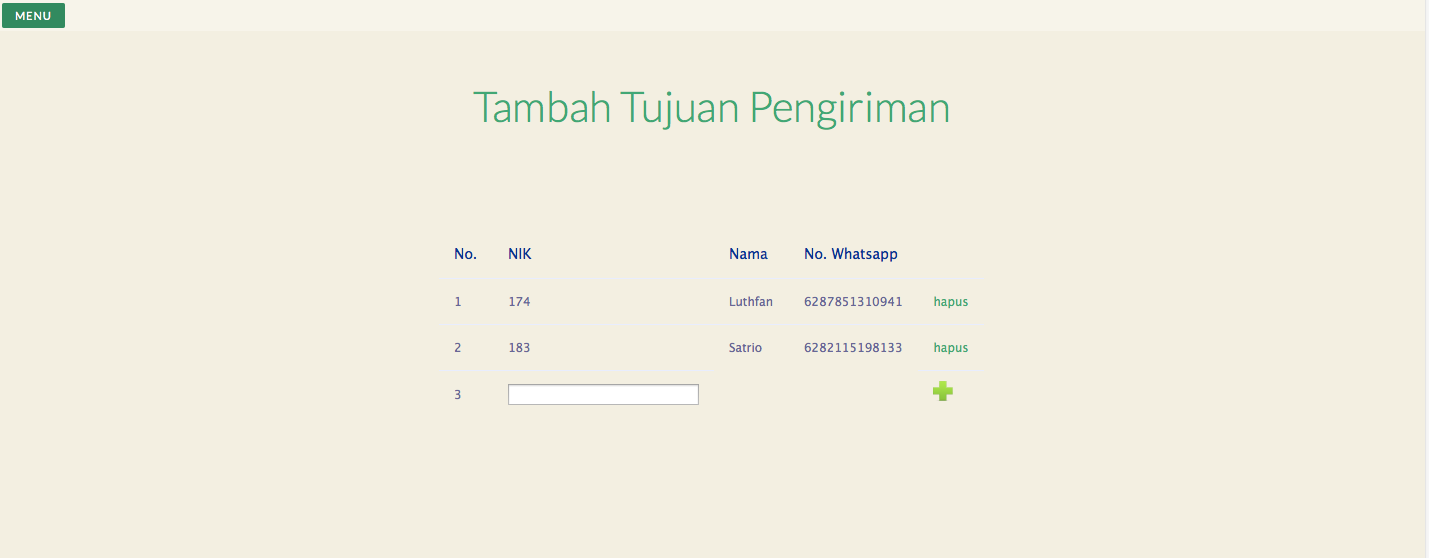 MENU
Tambah Tujuan Pengiriman
No. NIK Nama No. Whatsapp
1 174 Luthfan 6287851310941 hapus
2 183 Satrio 6282115198133 hapus
3